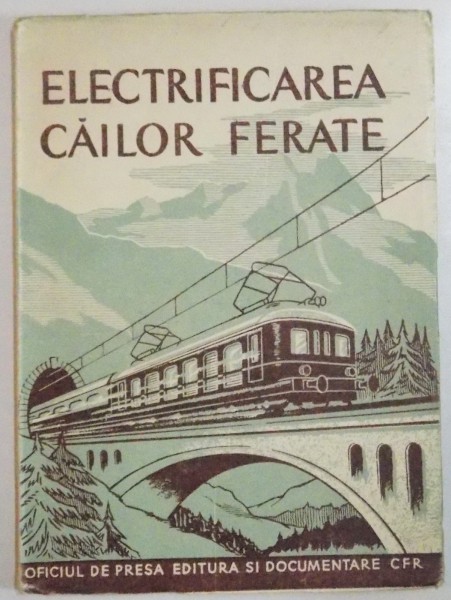 ELECTRIFICAREA
CĂILOR FERATE
OFICIUL DE PRESA EDITURA SI DOCUMENTARE CFR